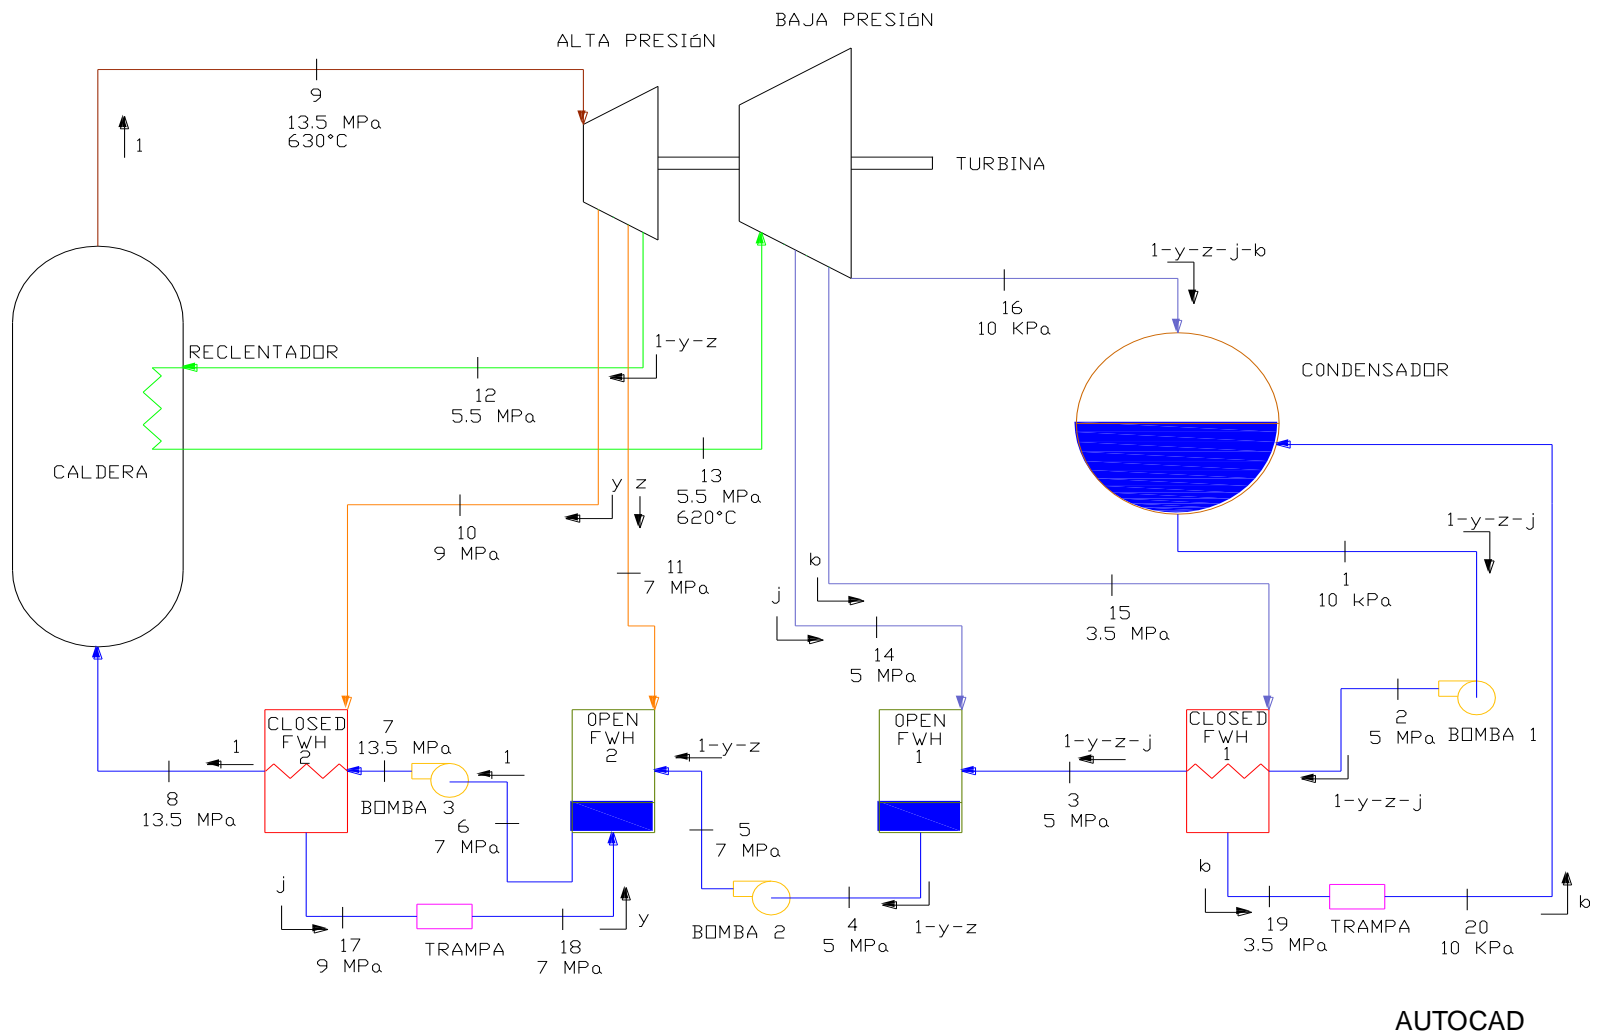 BAJA PRESIóN
ALTA PRESIóN
9
13.5 MPa
630°C
1
TURBINA
1-y-z-j-b
16
10 KPa
RECLENTADOR
1-y-z
12
5.5 MPa
CONDENSADOR
CALDERA
13
5.5 MPa
620°C
y z
10
9 MPa
11
7 MPa
1-y-z-j
1
10 kPa
b
j
15
3.5 MPa
14
5 MPa
CLOSED
FWH
2
7
13.5 MPa
1
OPEN
FWH
2
1-y-z
OPEN
FWH
1
1-y-z-j
CLOSED
FWH
1
2
5 MPa
BOMBA 1
1
8
13.5 MPa
BOMBA 3
6
7 MPa
5
7 MPa
3
5 MPa
1-y-z-j
j
17
9 MPa
TRAMPA
18
7 MPa
y
BOMBA 2
4
5 MPa
1-y-z
b
19
3.5 MPa
TRAMPA
20
10 KPa
b
AUTOCAD